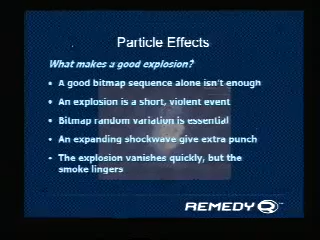 Particle Effects
What makes a good explosion?
• A good bitmap sequence alone isn't enough
• An explosion is a short, violent event
• Bitmap random variation is essential
• An expanding shockwave give extra punch
• The explosion vanishes quickly, but the
smoke lingers
REMEDY